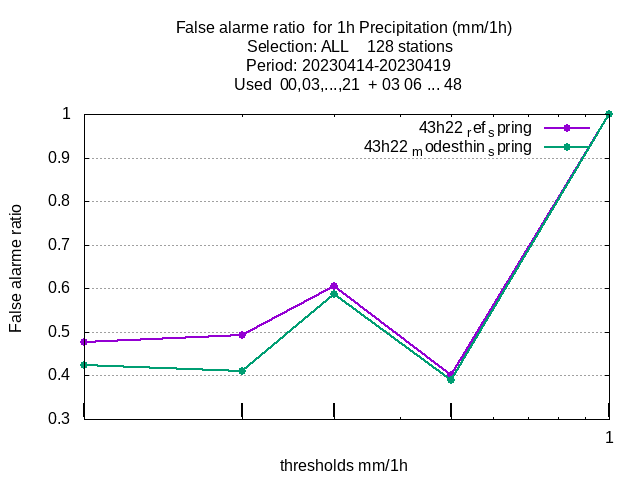 False alarme ratio  for 1h Precipitation (mm/1h)
Selection: ALL    128 stations
Period: 20230414-20230419
Used  00,03,...,21  + 03 06 ... 48
43h22 ref spring
43h22 modesthin spring
1
0.9
0.8
0.7
0.6
0.5
0.4
0.3
False alarme ratio
1
thresholds mm/1h